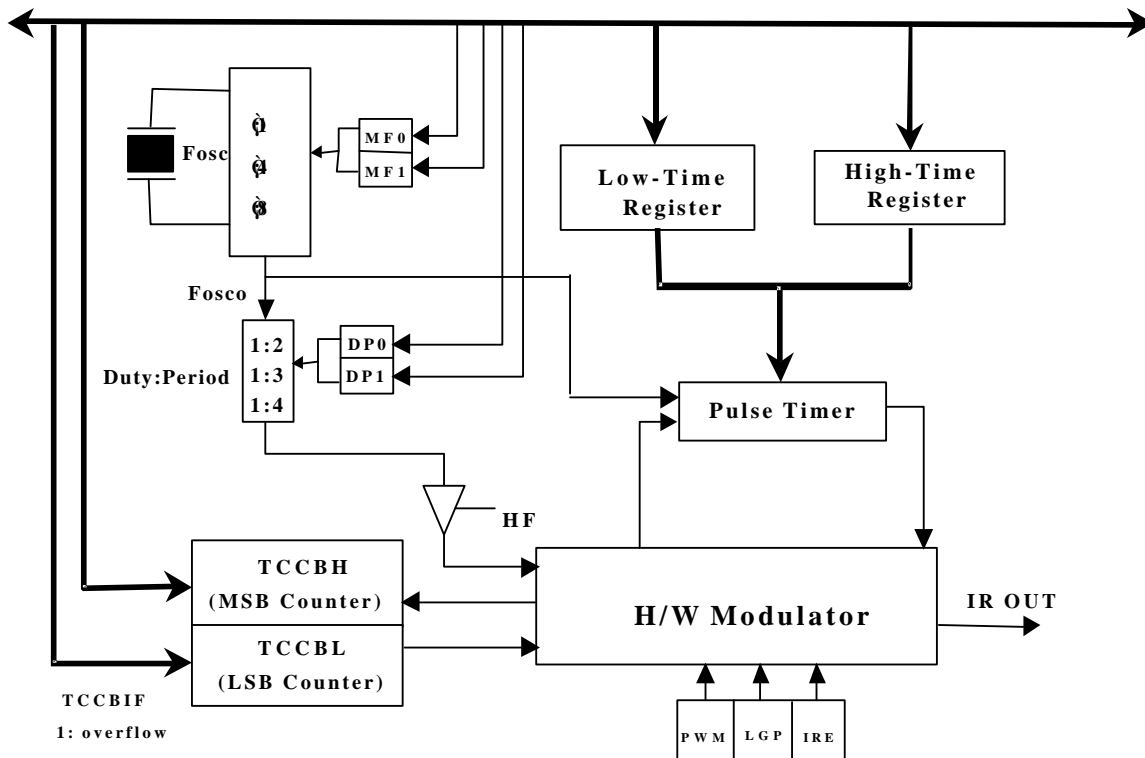 Fosc
MF0
MF1
Low-Time
Register
High-Time
Register
Fosco
1:2
1:3
1:4
Duty:Period
DP0
DP1
Pulse Timer
HF
TCCBH
(MSB Counter)
TCCBL
(LSB Counter)
H/W Modulator
IR OUT
TCCBIF
1: overflow
PWM
LGP
IRE